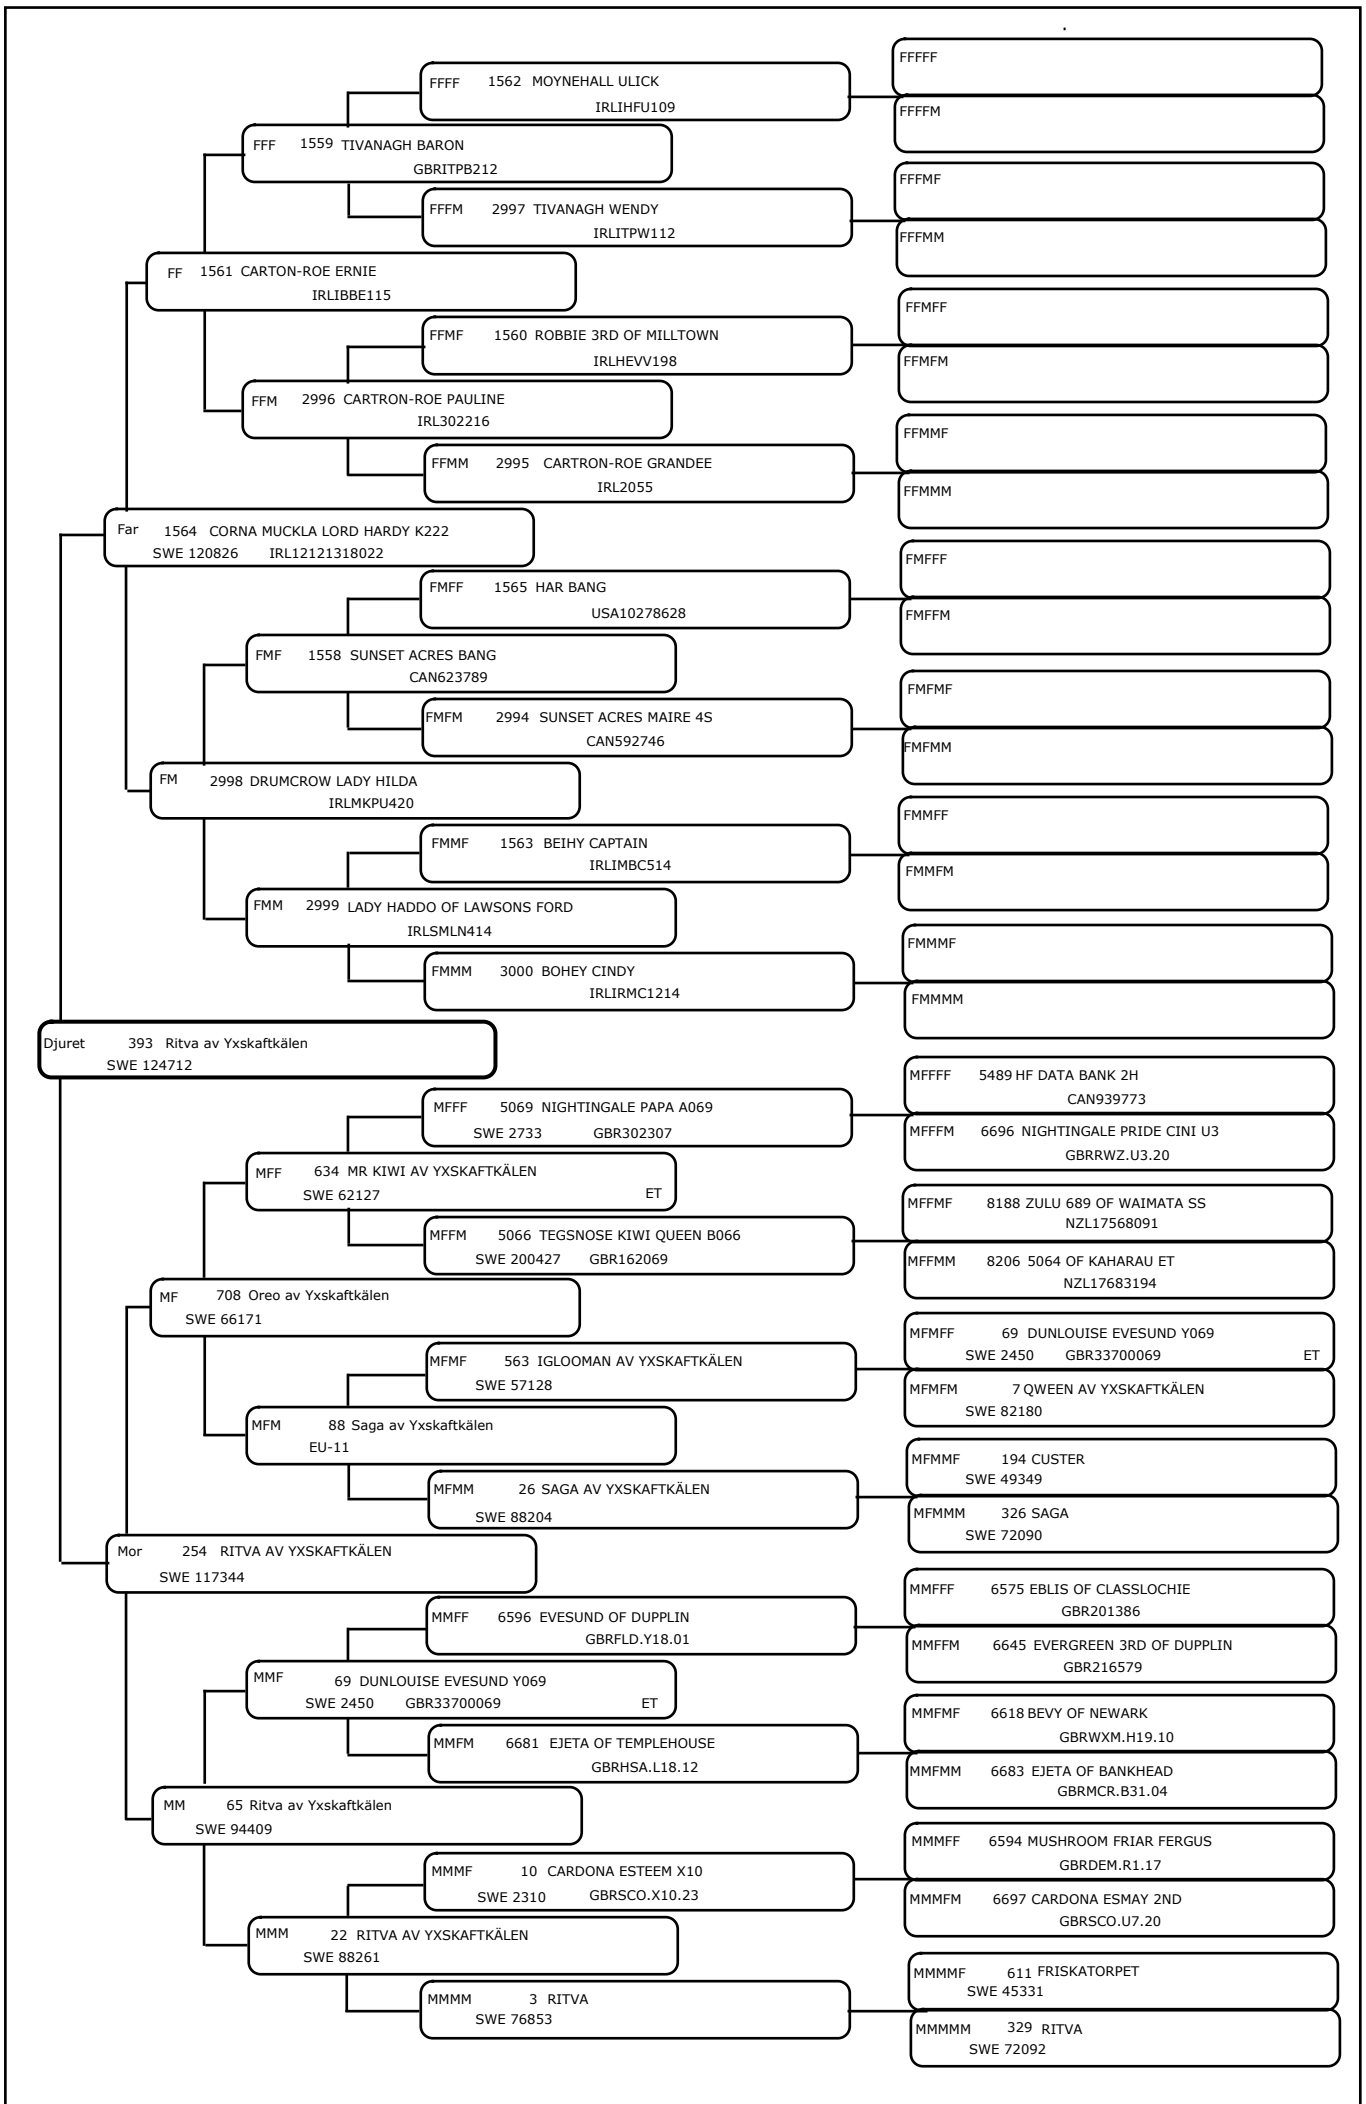 FFFFF
FFFF 1562 MOYNEHALL ULICK
IRLIHFU109
FFFFM
FFF 1559 TIVANAGH BARON
GBRITPB212
FFFMF
FFFM 2997 TIVANAGH WENDY
IRLITPW112
FFFMM
FF 1561 CARTON-ROE ERNIE
IRLIBBE115
FFMFF
FFMF 1560 ROBBIE 3RD OF MILLTOWN
IRLHEVV198
FFMFM
FFM 2996 CARTRON-ROE PAULINE
IRL302216
FFMMF
FFMM 2995 CARTRON-ROE GRANDEE
IRL2055
FFMMM
Far 1564 CORNA MUCKLA LORD HARDY K222
SWE 120826 IRL12121318022
FMFFF
FMFF 1565 HAR BANG
USA10278628
FMFFM
FMF 1558 SUNSET ACRES BANG
CAN623789
FMFMF
FMFM 2994 SUNSET ACRES MAIRE 4S
CAN592746
FMFMM
FM 2998 DRUMCROW LADY HILDA
IRLMKPU420
FMMFF
FMMF 1563 BEIHY CAPTAIN
IRLIMBC514
FMMFM
FMM 2999 LADY HADDO OF LAWSONS FORD
IRLSMLN414
FMMMF
FMMM 3000 BOHEY CINDY
IRLIRMC1214
FMMMM
Djuret 393 Ritva av Yxskaftkälen
SWE 124712
MFFFF 5489 HF DATA BANK 2H
CAN939773
MFFF 5069 NIGHTINGALE PAPA A069
SWE 2733 GBR302307
MFFFM 6696 NIGHTINGALE PRIDE CINI U3
GBRRWZ.U3.20
MFF 634 MR KIWI AV YXSKAFTKÄLEN
SWE 62127 ET
MFFMF 8188 ZULU 689 OF WAIMATA SS
NZL17568091
MFFM 5066 TEGSNOSE KIWI QUEEN B066
SWE 200427 GBR162069
MFFMM 8206 5064 OF KAHARAU ET
NZL17683194
MF 708 Oreo av Yxskaftkälen
SWE 66171
MFMFF 69 DUNLOUISE EVESUND Y069
SWE 2450 GBR33700069 ET
MFMF 563 IGLOOMAN AV YXSKAFTKÄLEN
SWE 57128
MFMFM 7 QWEEN AV YXSKAFTKÄLEN
SWE 82180
MFM 88 Saga av Yxskaftkälen
EU-11
MFMMF 194 CUSTER
SWE 49349
MFMM 26 SAGA AV YXSKAFTKÄLEN
SWE 88204
MFMMM 326 SAGA
SWE 72090
Mor 254 RITVA AV YXSKAFTKÄLEN
SWE 117344
MMFFF 6575 EBLIS OF CLASSLOCHIE
GBR201386
MMFF 6596 EVESUND OF DUPPLIN
GBRFLD.Y18.01
MMFFM 6645 EVERGREEN 3RD OF DUPPLIN
GBR216579
MMF 69 DUNLOUISE EVESUND Y069
SWE 2450 GBR33700069 ET
MMFMF 6618 BEVY OF NEWARK
GBRWXM.H19.10
MMFM 6681 EJETA OF TEMPLEHOUSE
GBRHSA.L18.12
MMFMM 6683 EJETA OF BANKHEAD
GBRMCR.B31.04
MM 65 Ritva av Yxskaftkälen
SWE 94409
MMMFF 6594 MUSHROOM FRIAR FERGUS
GBRDEM.R1.17
MMMF 10 CARDONA ESTEEM X10
SWE 2310 GBRSCO.X10.23
MMMFM 6697 CARDONA ESMAY 2ND
GBRSCO.U7.20
MMM 22 RITVA AV YXSKAFTKÄLEN
SWE 88261
MMMMF 611 FRISKATORPET
SWE 45331
MMMM 3 RITVA
SWE 76853
MMMMM 329 RITVA
SWE 72092